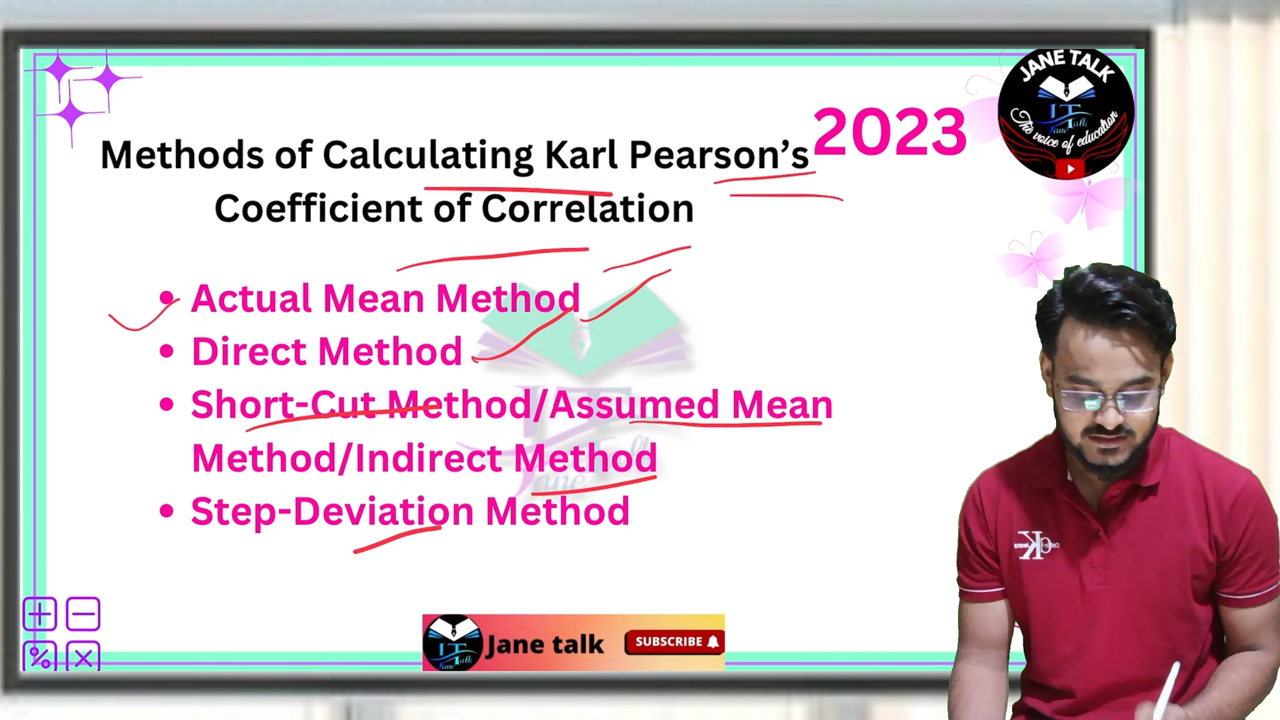 Methods of Calculating Karl Pearson’s
Coefficient of Correlation
2023
JANE TALK
The voice of education
• Actual Mean Method
• Direct Method
• Short-Cut Method/Assumed Mean
Method/Indirect Method
• Step-Deviation Method
Jane talk
SUBSCRIBE